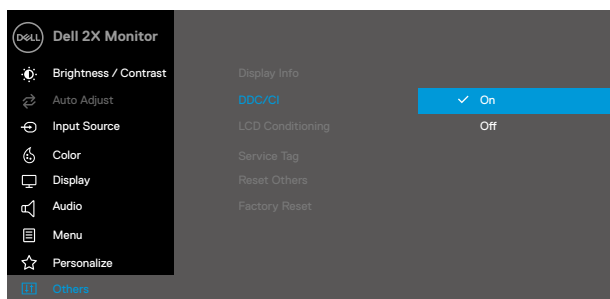 DELL Dell 2X Monitor
Brightness / Contrast
Auto Adjust
Input Source
Color
Display
Audio
Menu
Personalize
Others
Display Info
DDC/CI
LCD Conditioning
Service Tag
Reset Others
Factory Reset
On
Off